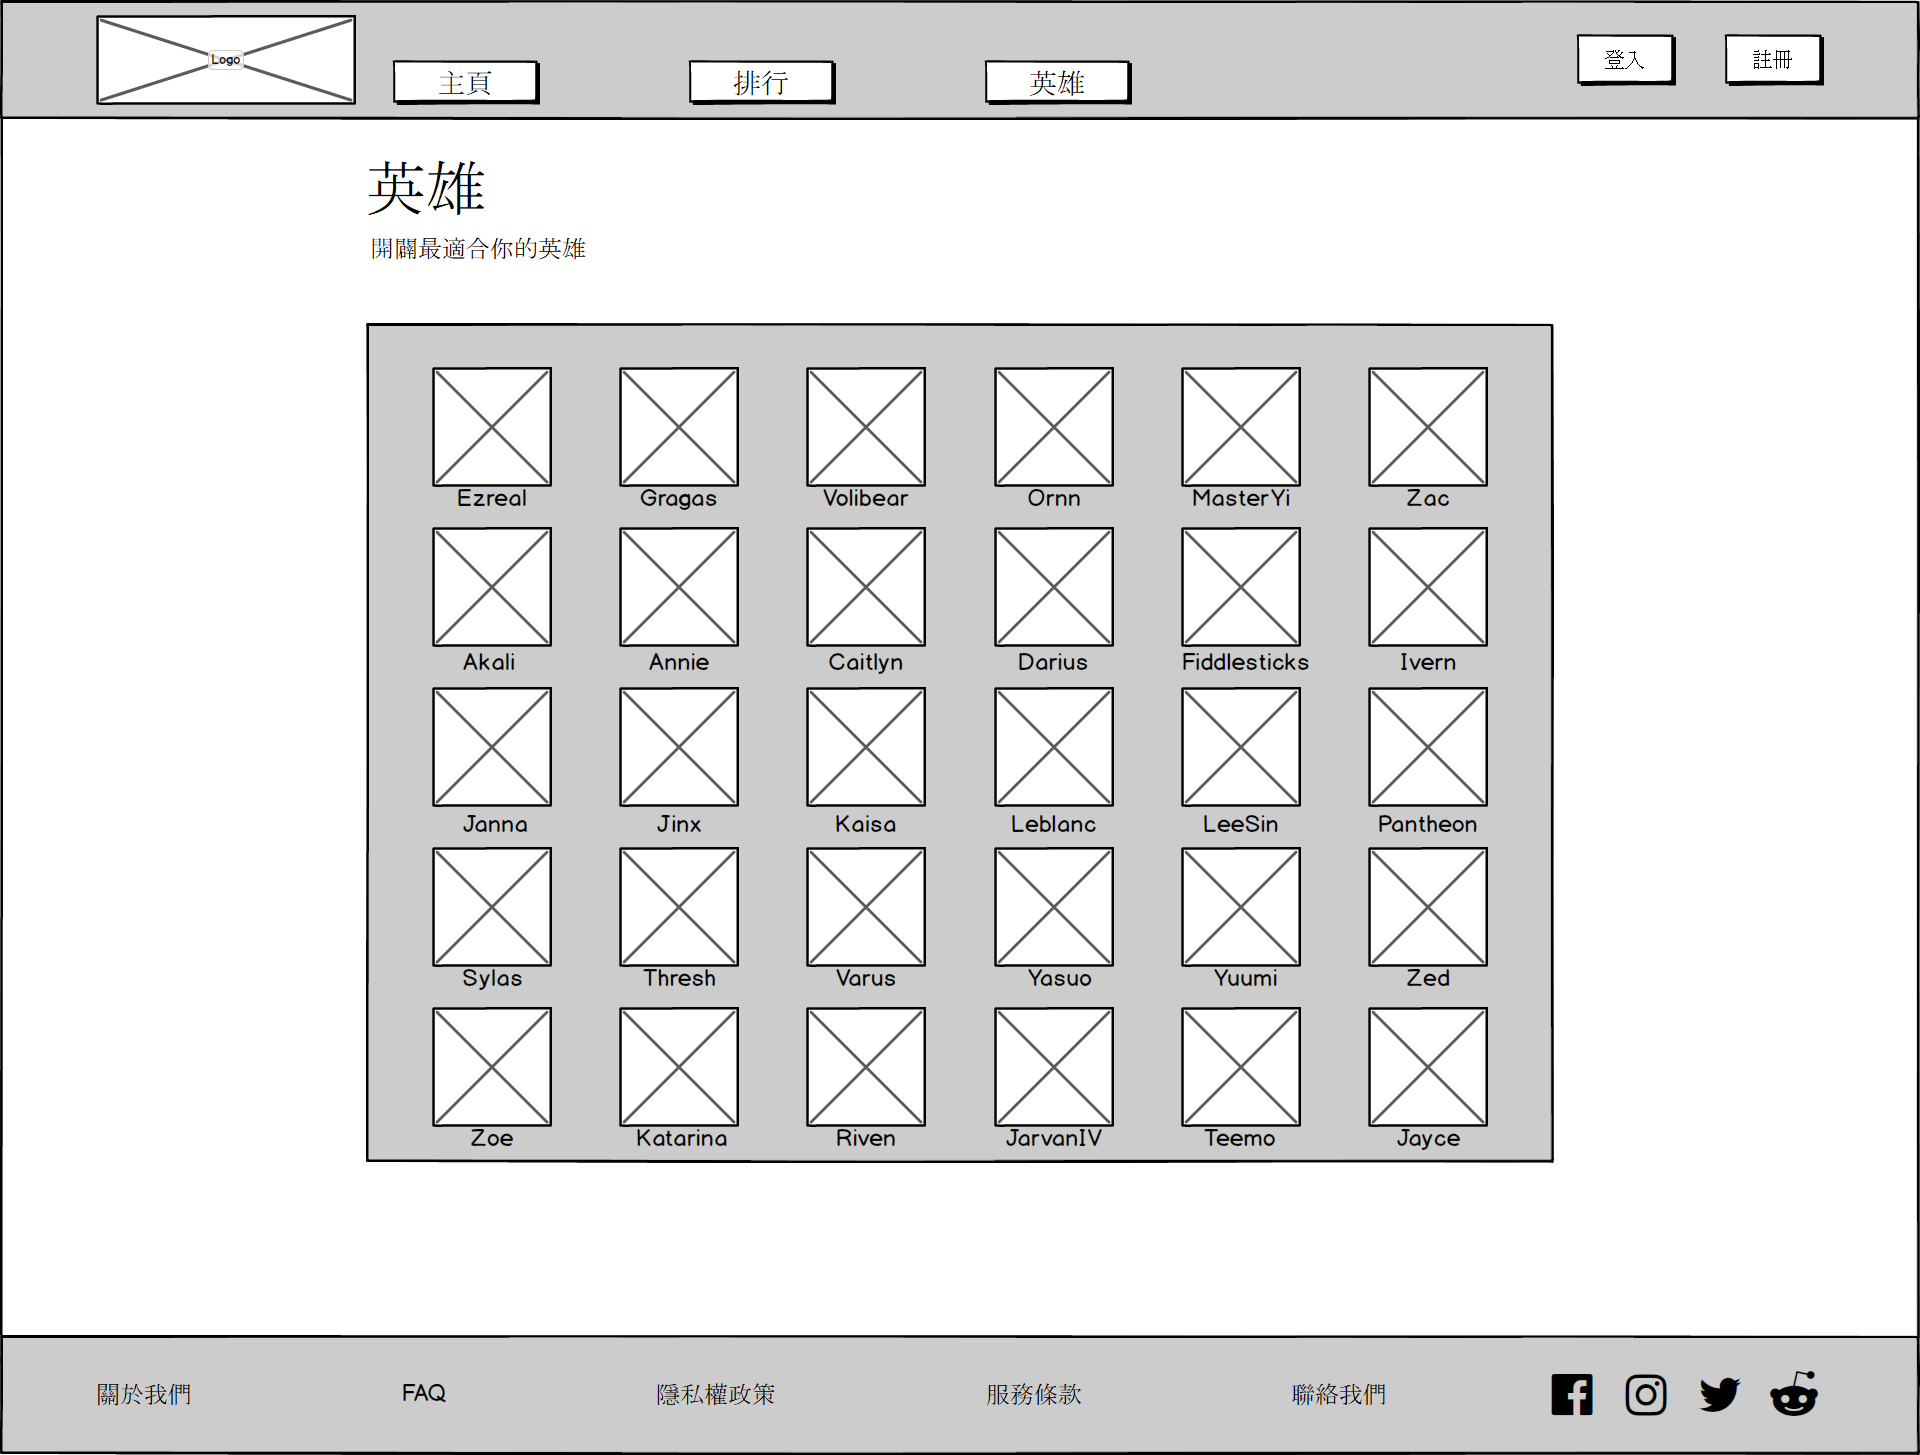 Logo
主頁
排行
英雄
登入
註冊
英雄
開闢最適合你的英雄
Ezreal
Gragas
Volibear
Ornn
MasterYi
Zac
Akali
Annie
Caitlyn
Darius
Fiddlesticks
Ivern
Janna
Jinx
Kaisa
Leblanc
LeeSin
Pantheon
Sylas
Thresh
Varus
Yasuo
Yuumi
Zed
Zoe
Katarina
Riven
JarvanIV
Teemo
Jayce
關於我們
FAQ
隱私權政策
服務條款
聯絡我們